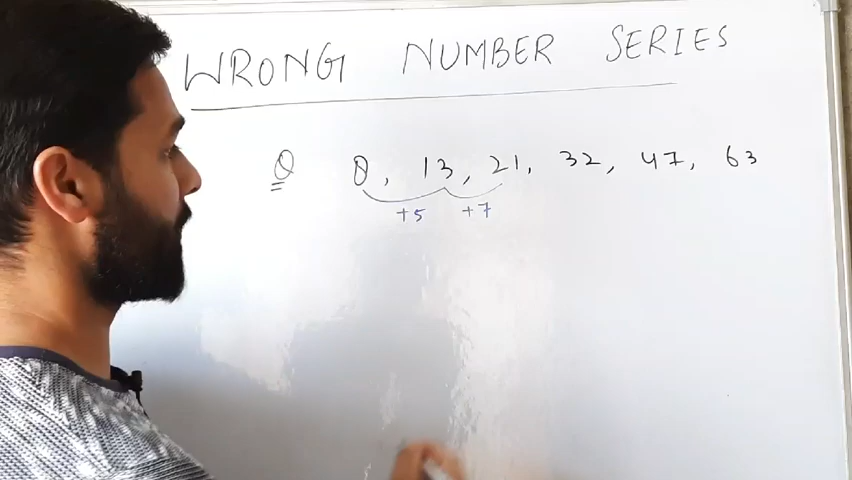 WRONG NUMBER SERIES
Q 8, 13, 21, 32, 47, 63
+5 +7